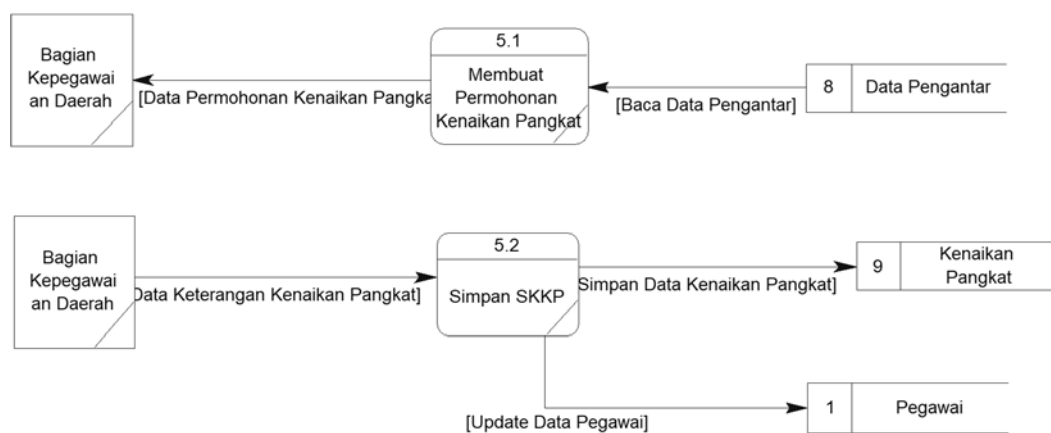 5.1
Bagian
Kepegawai
an Daerah
[Data Permohonan Kenaikan Pangka
Membuat
Permohonan
Kenaikan Pangkat
[Baca Data Pengantar]
8
Data Pengantar
5.2
Bagian
Kepegawai
an Daerah
Data Keterangan Kenaikan Pangkat]
Simpan SKKP
Simpan Data Kenaikan Pangkat]
9
Kenaikan
Pangkat
[Update Data Pegawai]
1
Pegawai